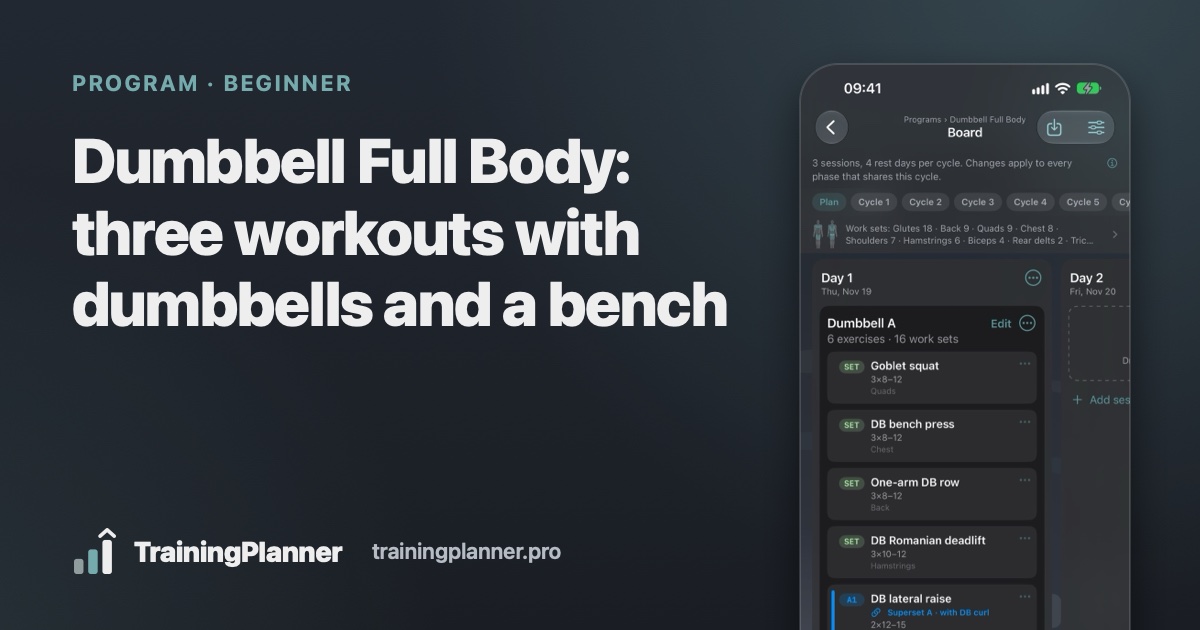 PROGRAM · BEGINNER
Dumbbell Full Body:
three workouts with
dumbbells and a bench
TrainingPlanner
trainingplanner.pro
09:41
Programs › Dumbbell Full Body
Board
3 sessions, 4 rest days per cycle. Changes apply to every
phase that shares this cycle.
Plan
Cycle 1
Cycle 2
Cycle 3
Cycle 4
Cycle 5
Cy
Work sets: Glutes 18 · Back 9 · Quads 9 · Chest 8 ·
Shoulders 7 · Hamstrings 6 · Biceps 4 · Rear delts 2 · Tric...
Day 1
Thu, Nov 19
Dumbbell A
Edit
6 exercises · 16 work sets
SET
Goblet squat
3×8–12
Quads
SET
DB bench press
3×8–12
Chest
SET
One-arm DB row
3×8–12
Back
SET
DB Romanian deadlift
3×10–12
Hamstrings
A1
DB lateral raise
Superset A · with DB curl
2×12–15
Day 2
Fri, Nov 20
+ Add ses